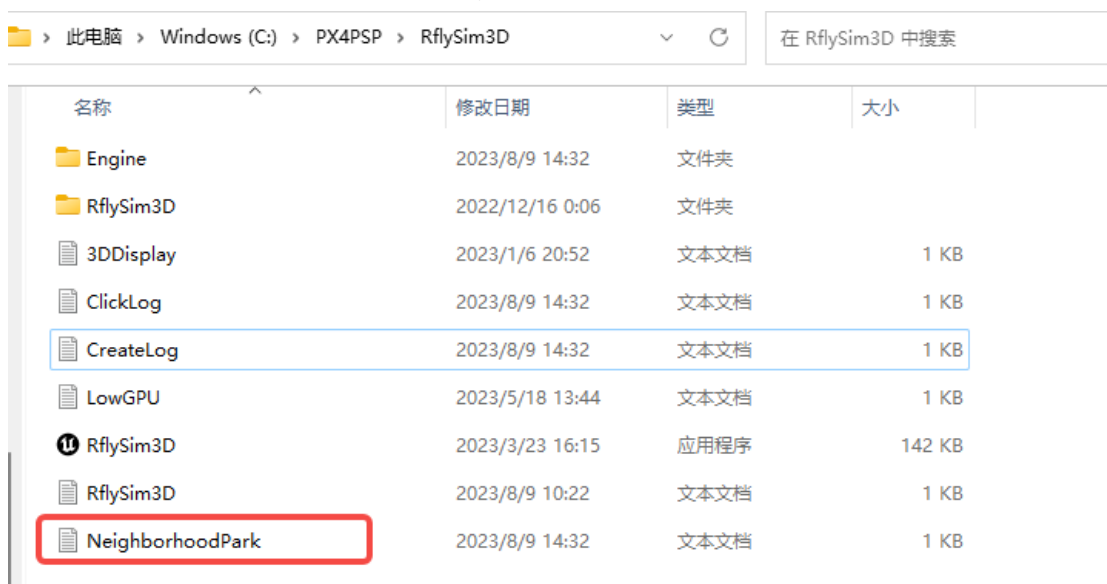 此电脑 › Windows (C:) › PX4PSP › RflySim3D 在 RflySim3D 中搜索
名称 修改日期 类型 大小
Engine 2023/8/9 14:32 文件夹
RflySim3D 2022/12/16 0:06 文件夹
3DDisplay 2023/1/6 20:52 文本文档 1 KB
ClickLog 2023/8/9 14:32 文本文档 1 KB
CreateLog 2023/8/9 14:32 文本文档 1 KB
LowGPU 2023/5/18 13:44 文本文档 1 KB
RflySim3D 2023/3/23 16:15 应用程序 142 KB
RflySim3D 2023/8/9 10:22 文本文档 1 KB
NeighborhoodPark 2023/8/9 14:32 文本文档 1 KB